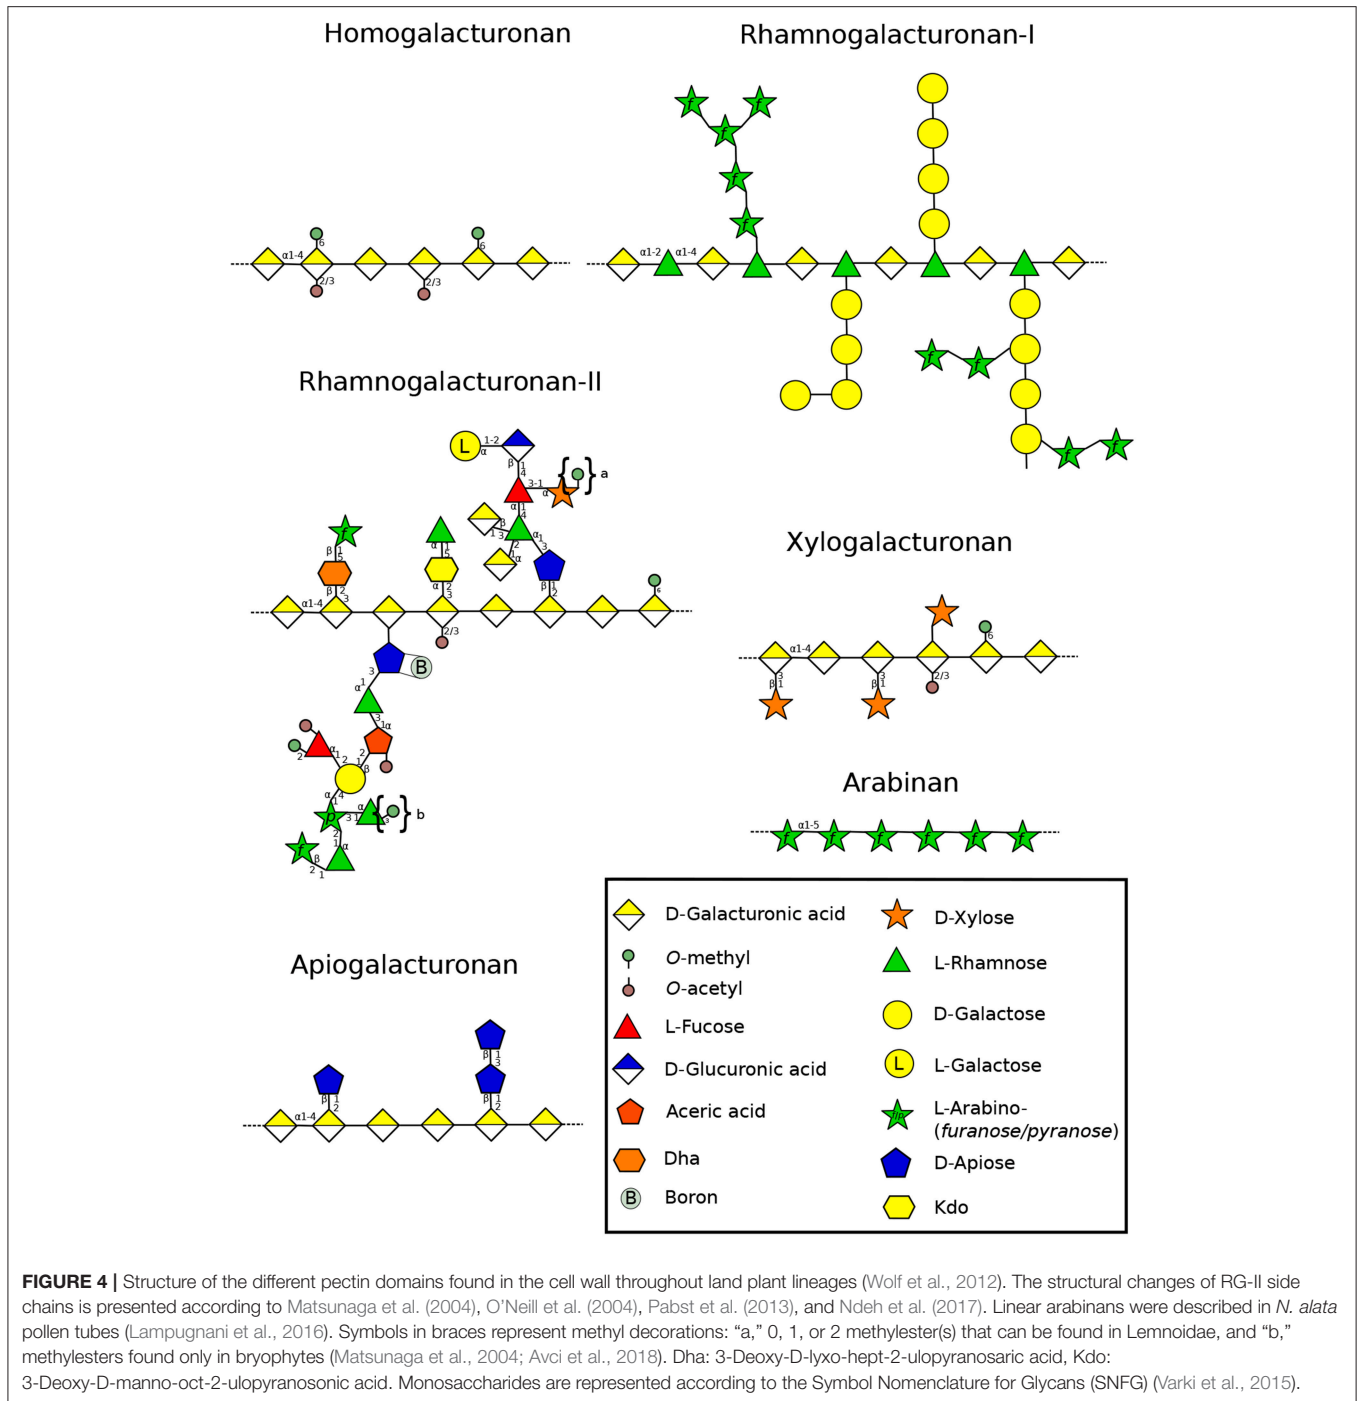 Homogalacturonan
Rhamnogalacturonan-I
f f
f
f
f
6 6
α1-4
2/3 2/3
α1-2 α1-4
f f
f f
Rhamnogalacturonan-II
L 1-2 α
β 1 4
3-1 α { } a
α 1 4
β 1 3 2 1 α α 1 3
f
β 1 5
α 1 5
β 2 3
α 2 3
β 1 2
6
α1-4
2/3
B
3
α 1
3 1 α
2 1 β
2 α 1 2
α 1 4
p 3 1 α { 3 } b
2 1 α
f β 2 1
Xylogalacturonan
α1-4
6
3 β 1
3 β 1
2/3
Arabinan
α1-5
f f f f f f
Apiogalacturonan
β 1 3
β 1 2
β 1 2
α1-4
D-Galacturonic acid
O-methyl
O-acetyl
L-Fucose
D-Glucuronic acid
Aceric acid
Dha
B Boron
D-Xylose
L-Rhamnose
D-Galactose
L L-Galactose
f/p L-Arabino-
(furanose/pyranose)
D-Apiose
Kdo
FIGURE 4 | Structure of the different pectin domains found in the cell wall throughout land plant lineages (Wolf et al., 2012). The structural changes of RG-II side
chains is presented according to Matsunaga et al. (2004), O’Neill et al. (2004), Pabst et al. (2013), and Ndeh et al. (2017). Linear arabinans were described in N. alata
pollen tubes (Lampugnani et al., 2016). Symbols in braces represent methyl decorations: “a,” 0, 1, or 2 methylester(s) that can be found in Lemnoidae, and “b,”
methylesters found only in bryophytes (Matsunaga et al., 2004; Avci et al., 2018). Dha: 3-Deoxy-D-lyxo-hept-2-ulopyranosaric acid, Kdo:
3-Deoxy-D-manno-oct-2-ulopyranosonic acid. Monosaccharides are represented according to the Symbol Nomenclature for Glycans (SNFG) (Varki et al., 2015).